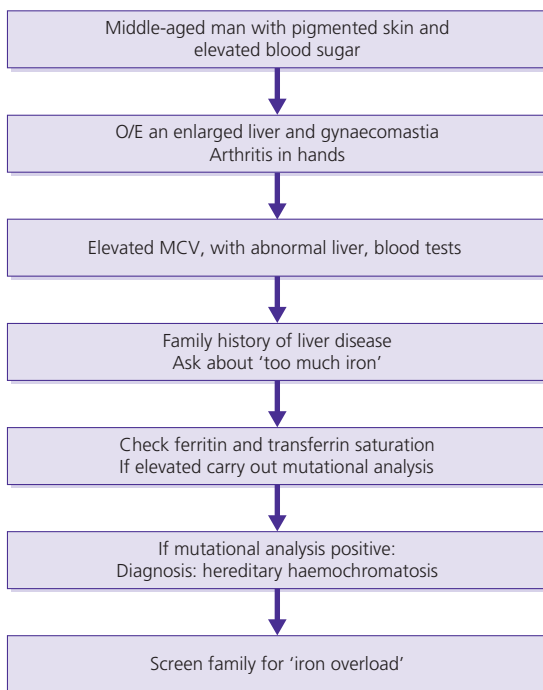 Middle-aged man with pigmented skin and
elevated blood sugar
O/E an enlarged liver and gynaecomastia
Arthritis in hands
Elevated MCV, with abnormal liver, blood tests
Family history of liver disease
Ask about ‘too much iron’
Check ferritin and transferrin saturation
If elevated carry out mutational analysis
If mutational analysis positive:
Diagnosis: hereditary haemochromatosis
Screen family for ‘iron overload’